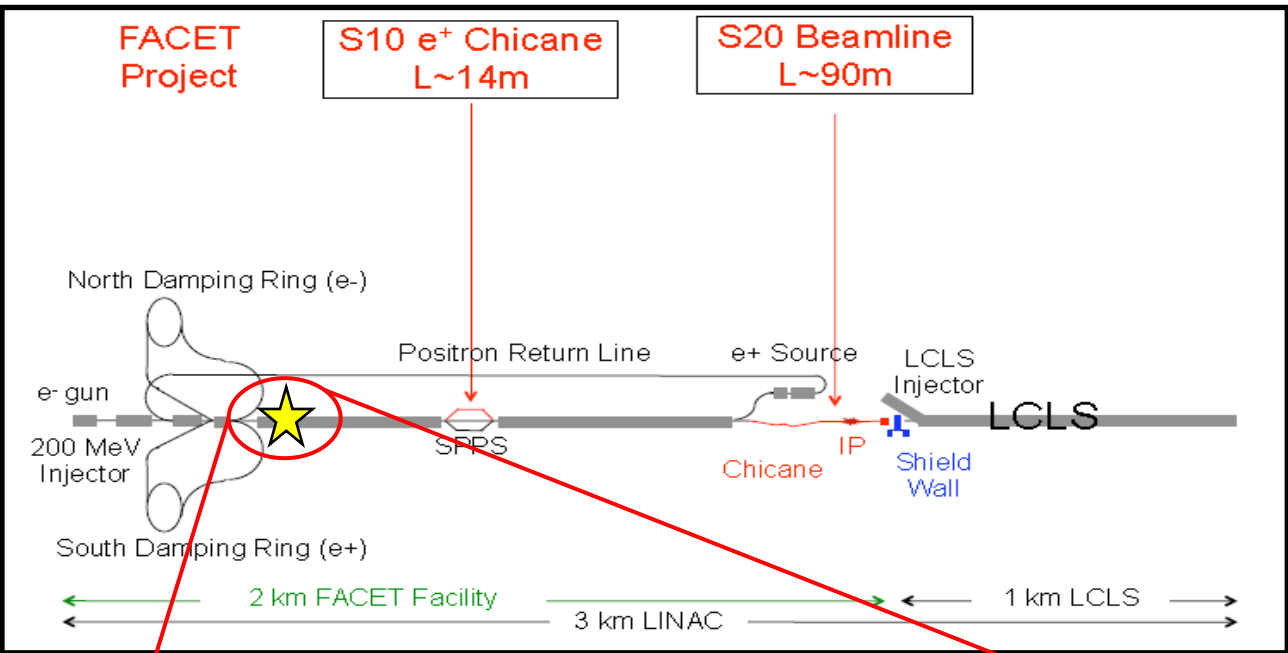 FACET
Project
S10 e⁺ Chicane
L~14m
S20 Beamline
L~90m
North Damping Ring (e-)
Positron Return Line
e+ Source
LCLS
Injector
e- gun
LCLS
200 MeV
Injector
SPPS
IP
Chicane
Shield
Wall
South Damping Ring (e+)
2 km FACET Facility
1 km LCLS
3 km LINAC